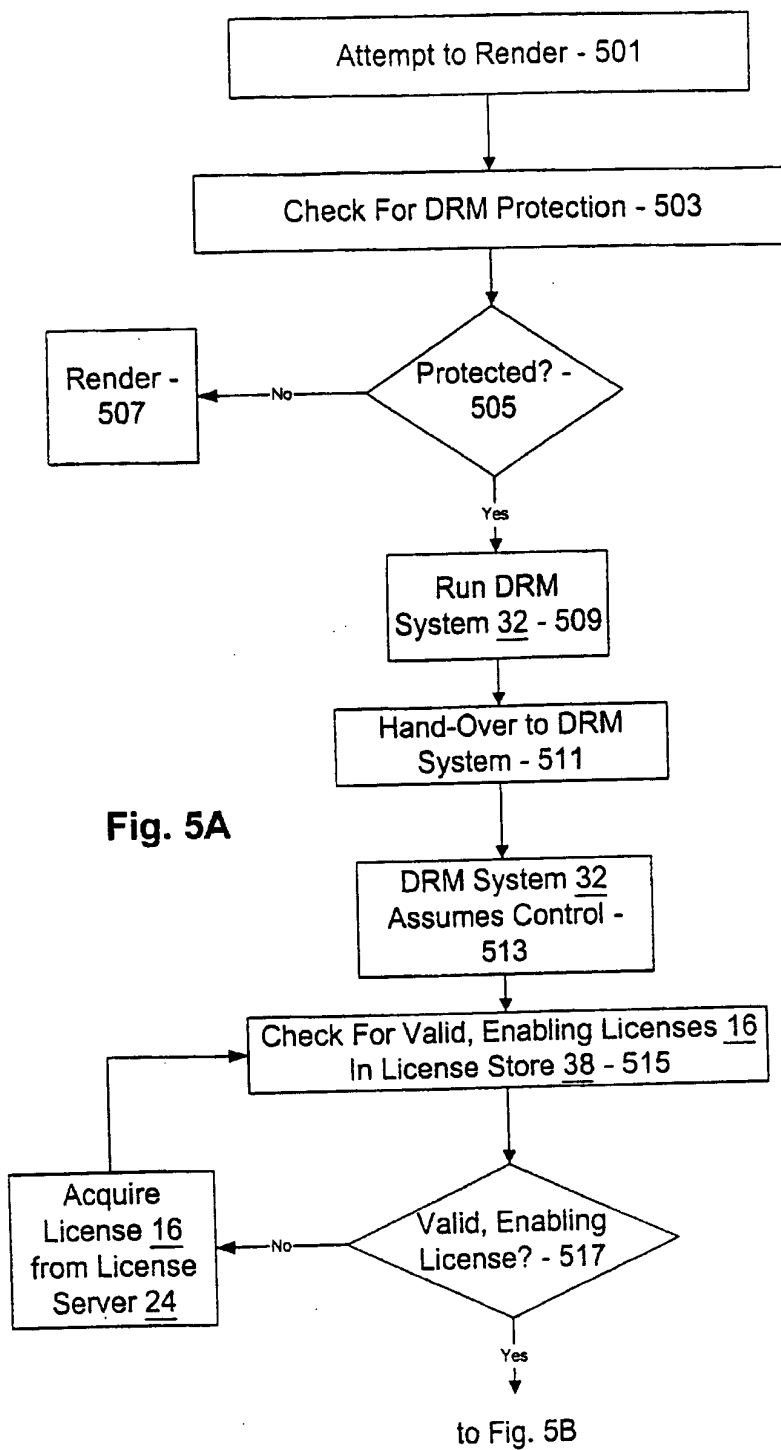 Attempt to Render - 501
Check For DRM Protection - 503
Render -
507
No
Protected? -
505
Yes
Run DRM
System 32 - 509
Hand-Over to DRM
System - 511
Fig. 5A
DRM System 32
Assumes Control -
513
Check For Valid, Enabling Licenses 16
In License Store 38 - 515
Acquire
License 16
from License
Server 24
No
Valid, Enabling
License? - 517
Yes
to Fig. 5B